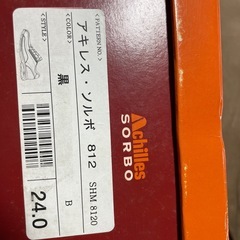 <PATTERN NO.>
アキレス・ソルボ 812 SHM 8120
<COLOR>
黒 B
<STYLE>
24.0
Achilles
SORBO